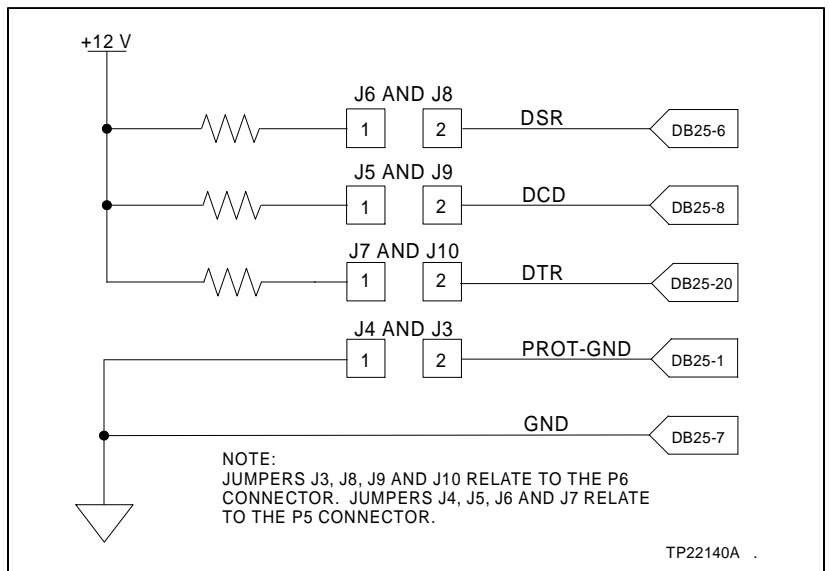 +12 V
J6 AND J8
1 2 DSR DB25-6
J5 AND J9
1 2 DCD DB25-8
J7 AND J10
1 2 DTR DB25-20
J4 AND J3
1 2 PROT-GND DB25-1
GND DB25-7
NOTE:
JUMPERS J3, J8, J9 AND J10 RELATE TO THE P6
CONNECTOR. JUMPERS J4, J5, J6 AND J7 RELATE
TO THE P5 CONNECTOR.
TP22140A .